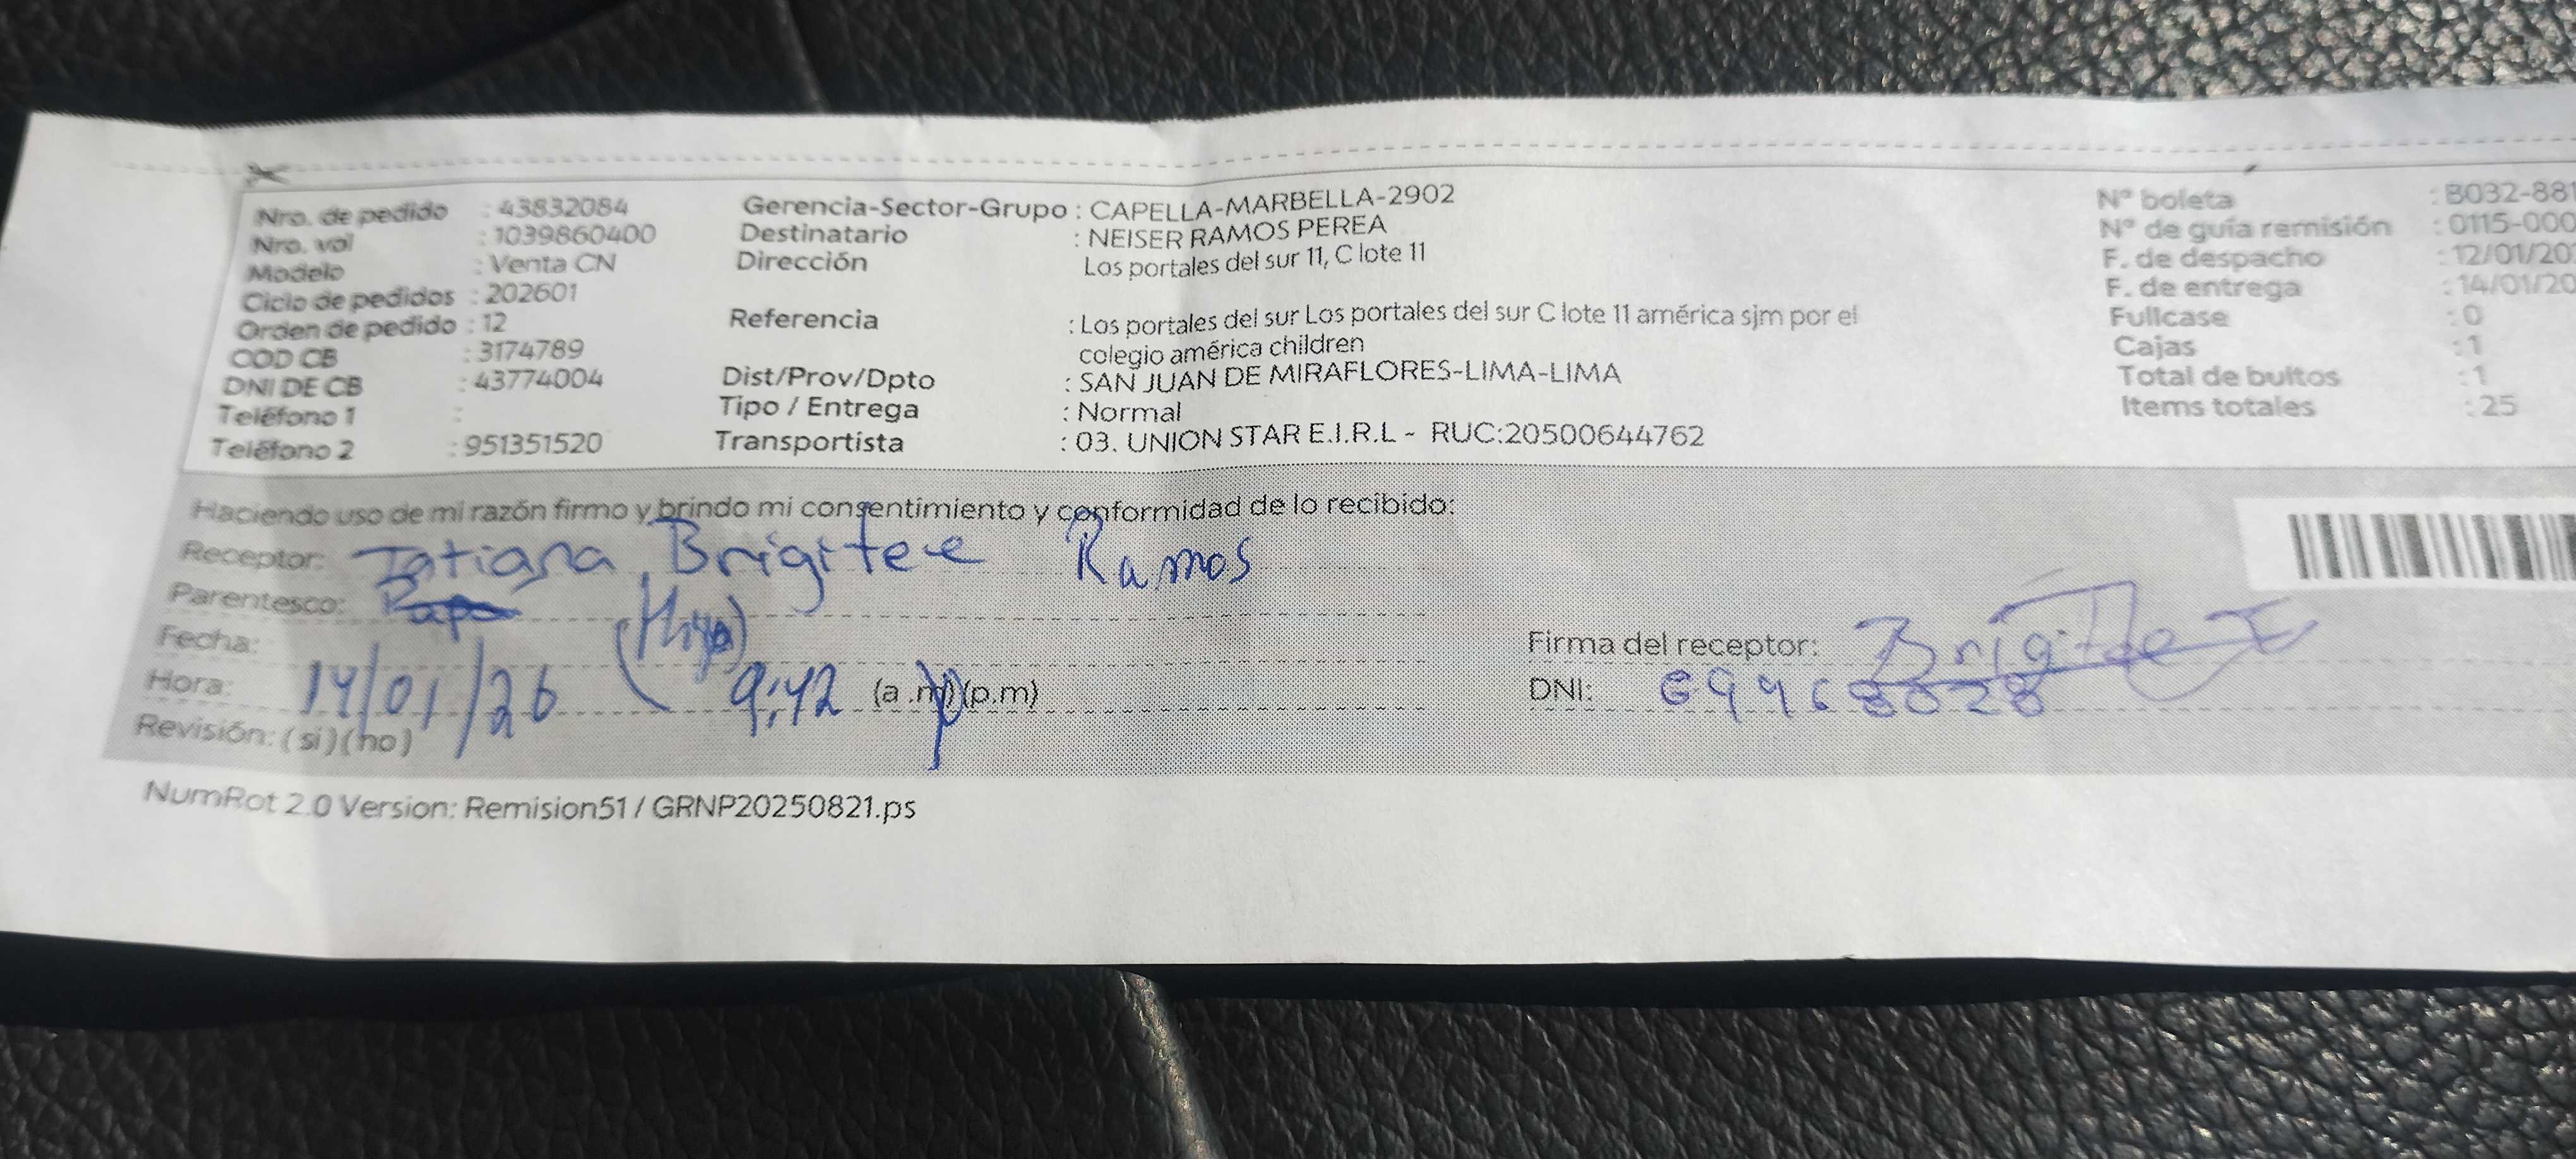 Nro. de pedido : 43832084
Nro. vol : 1039860400
Modelo : Venta CN
Ciclo de pedidos : 202601
Orden de pedido : 12
COD CB : 3174789
DNI DE CB : 43774004
Teléfono 1 :
Teléfono 2 : 951351520
Gerencia-Sector-Grupo : CAPELLA-MARBELLA-2902
Destinatario : NEISER RAMOS PEREA
Dirección Los portales del sur 11, C lote 11
Referencia : Los portales del sur Los portales del sur C lote 11 américa sjm por el
colegio américa children
Dist/Prov/Dpto : SAN JUAN DE MIRAFLORES-LIMA-LIMA
Tipo / Entrega : Normal
Transportista : 03. UNION STAR E.I.R.L - RUC:20500644762
Nº boleta : B032-881
Nº de guía remisión : 0115-000
F. de despacho : 12/01/20
F. de entrega : 14/01/20
Fullcase : 0
Cajas : 1
Total de bultos : 1
Items totales : 25
Haciendo uso de mi razón firmo y brindo mi consentimiento y conformidad de lo recibido:
Receptor: Tatiana Brigitee Ramos
Parentesco: Papa (Hija)
Fecha: 14/01/26
Hora: 9:42 (a .m)(p.m)
Revisión: (si)(no)
Firma del receptor: Brigitee
DNI:
NumRot 2.0 Version: Remision51 / GRNP20250821.ps